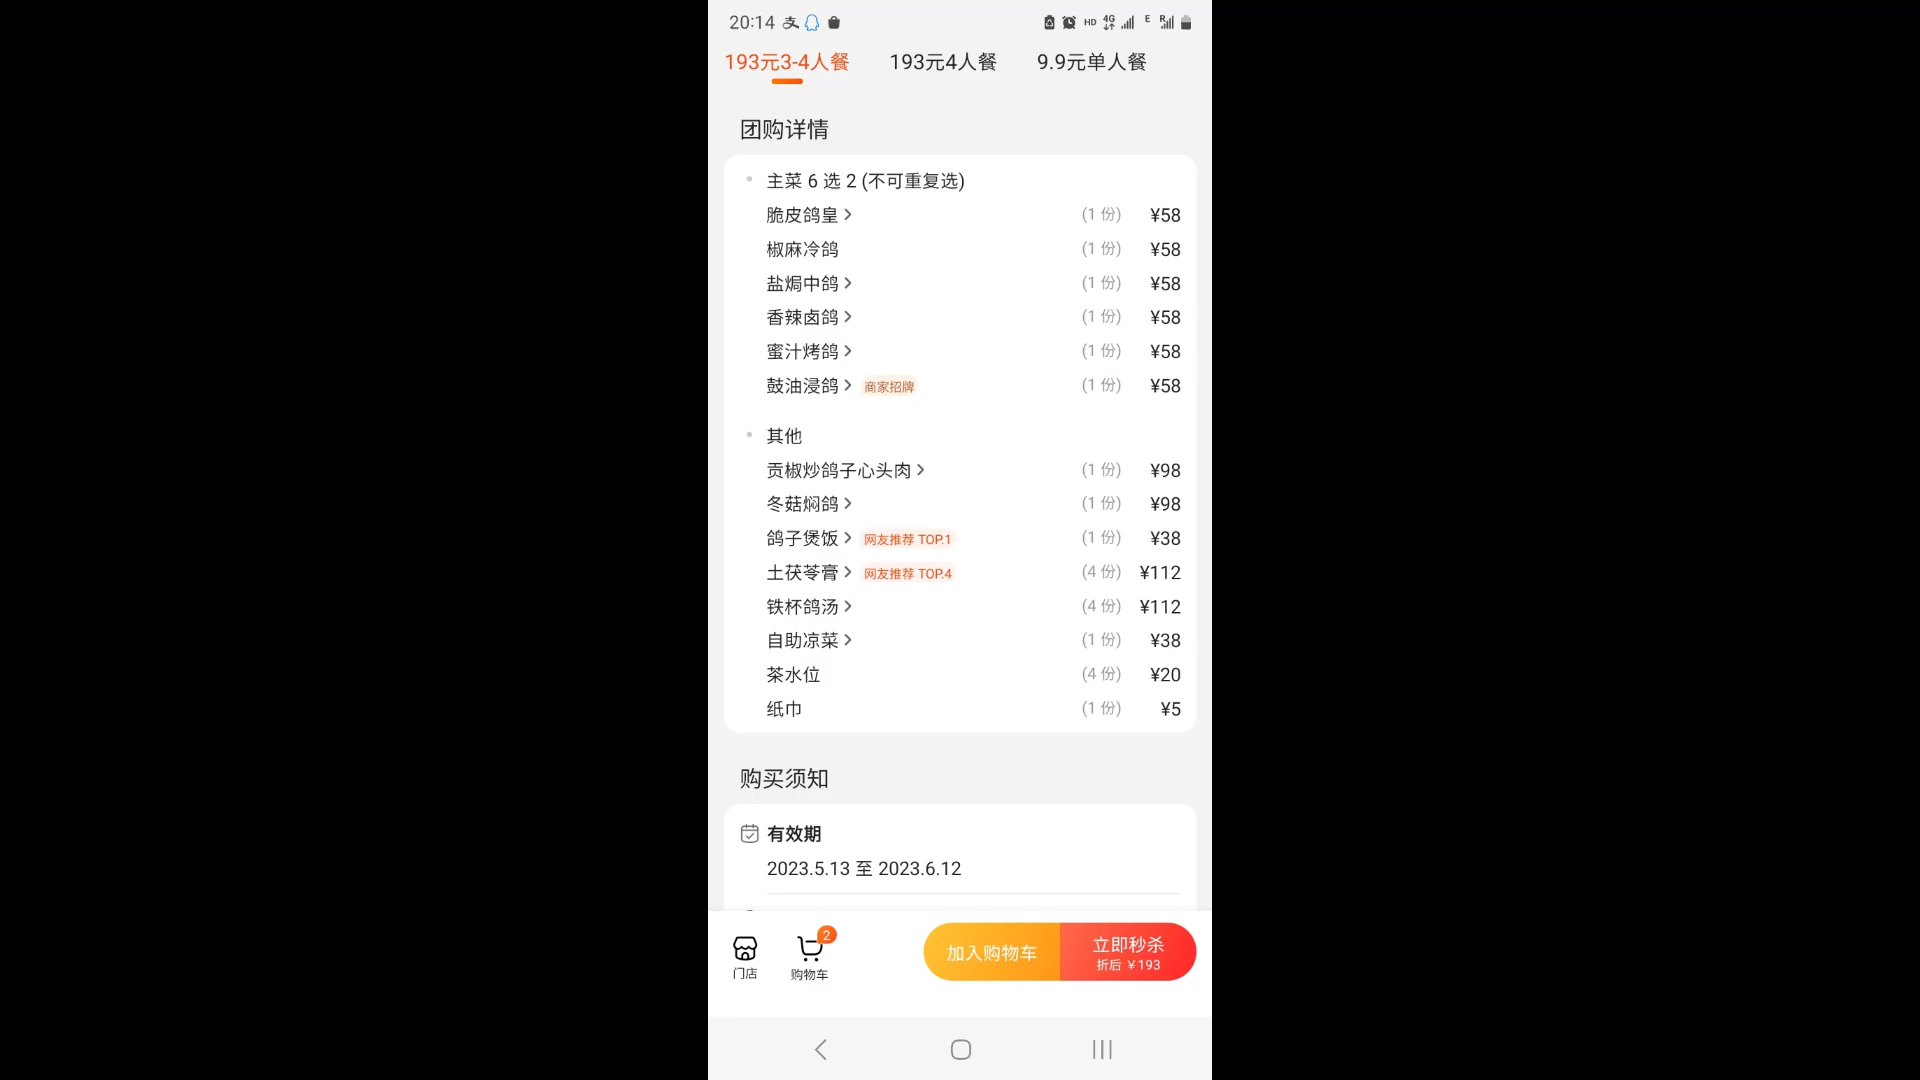 20:14 支 HD 4G E R
193元3-4人餐 193元4人餐 9.9元单人餐
团购详情
主菜 6 选 2 (不可重复选)
脆皮鸽皇 (1 份) ¥58
椒麻冷鸽 (1 份) ¥58
盐焗中鸽 (1 份) ¥58
香辣卤鸽 (1 份) ¥58
蜜汁烤鸽 (1 份) ¥58
鼓油浸鸽 商家招牌 (1 份) ¥58
其他
贡椒炒鸽子心头肉 (1 份) ¥98
冬菇焖鸽 (1 份) ¥98
鸽子煲饭 网友推荐 TOP.1 (1 份) ¥38
土茯苓膏 网友推荐 TOP.4 (4 份) ¥112
铁杯鸽汤 (4 份) ¥112
自助凉菜 (1 份) ¥38
茶水位 (4 份) ¥20
纸巾 (1 份) ¥5
购买须知
有效期
2023.5.13 至 2023.6.12
2
门店 购物车 加入购物车 立即秒杀
折后 ¥193